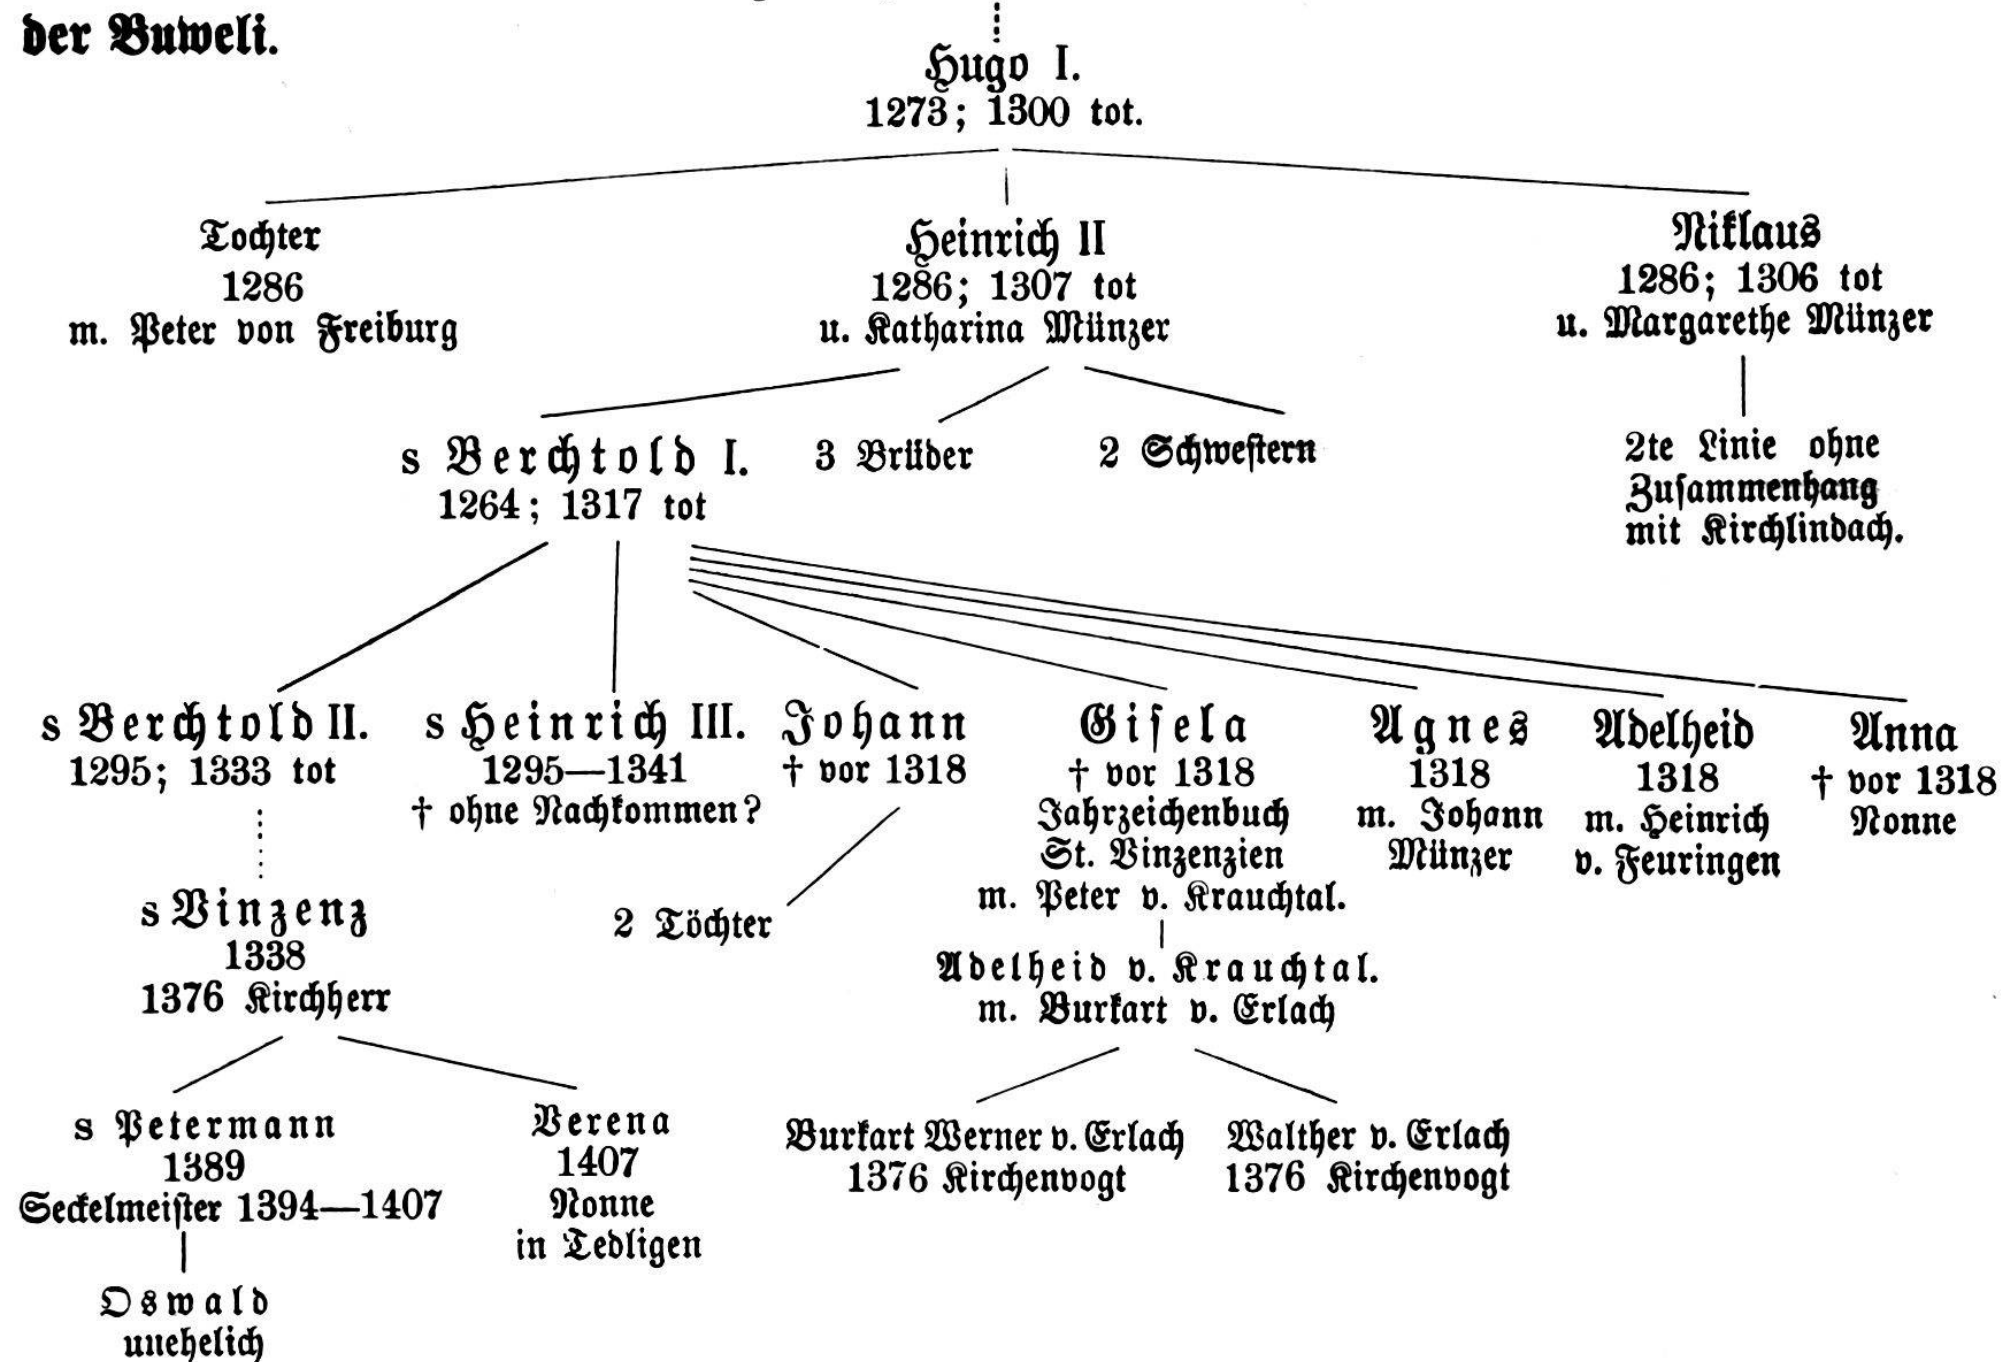 der Buweli.
Hugo I.
1273; 1300 tot.
Tochter
1286
m. Peter von Freiburg
Heinrich II
1286; 1307 tot
u. Katharina Münzer
Niklaus
1286; 1306 tot
u. Margarethe Münzer
s Berchtold I.
1264; 1317 tot
3 Brüder
2 Schwestern
2te Linie ohne
Zusammenhang
mit Kirchlindach.
s Berchtold II.
1295; 1333 tot
s Heinrich III.
1295—1341
† ohne Nachkommen?
Johann
† vor 1318
Gisela
† vor 1318
Jahrzeichenbuch
St. Vinzenzien
m. Peter v. Krauchtal.
Agnes
1318
m. Johann
Münzer
Adelheid
1318
m. Heinrich
v. Feuringen
Anna
† vor 1318
Nonne
s Vinzenz
1338
1376 Kirchherr
2 Töchter
Adelheid v. Krauchtal.
m. Burkart v. Erlach
s Petermann
1389
Seckelmeister 1394—1407
Verena
1407
Nonne
in Tedligen
Burkart Werner v. Erlach
1376 Kirchenvogt
Walther v. Erlach
1376 Kirchenvogt
Oswald
unehelich